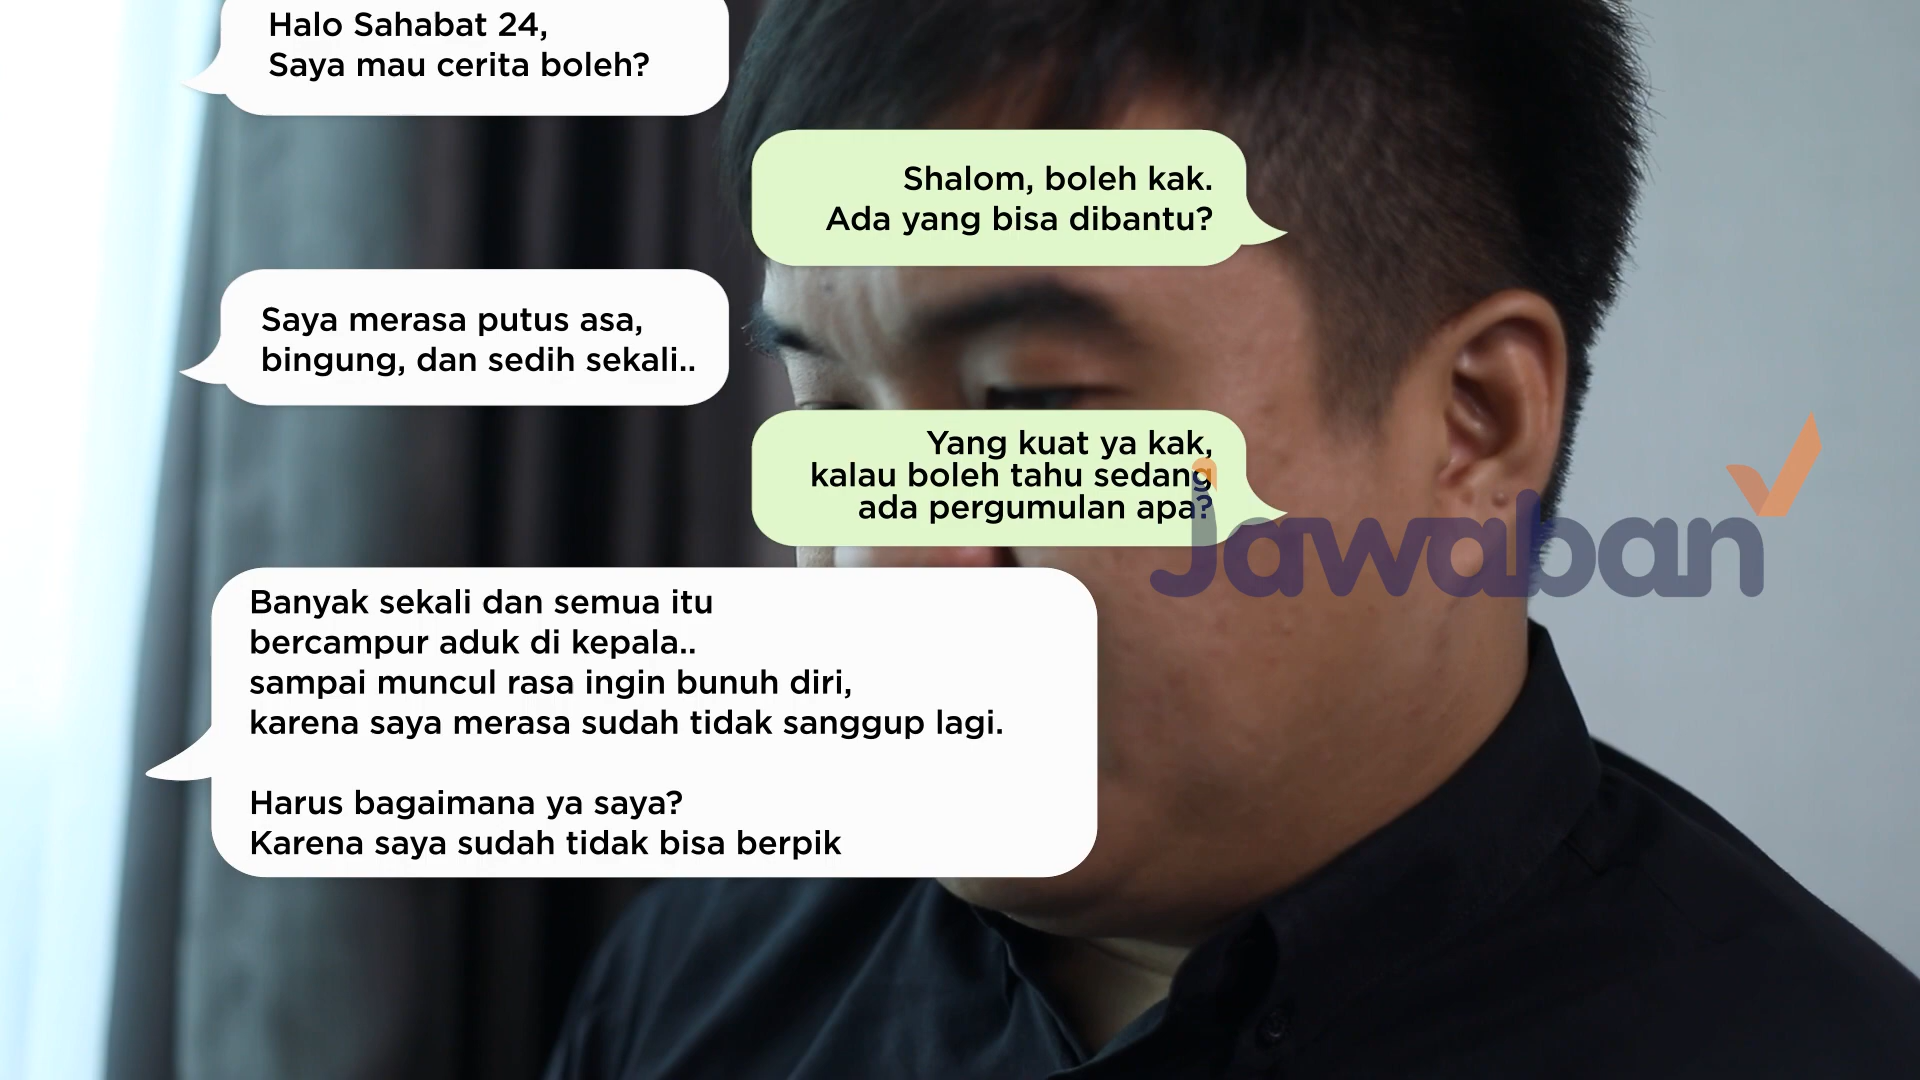 Halo Sahabat 24,
Saya mau cerita boleh?
Shalom, boleh kak.
Ada yang bisa dibantu?
Saya merasa putus asa,
bingung, dan sedih sekali..
Yang kuat ya kak,
kalau boleh tahu sedang
ada pergumulan apa?
jawaban
Banyak sekali dan semua itu
bercampur aduk di kepala..
sampai muncul rasa ingin bunuh diri,
karena saya merasa sudah tidak sanggup lagi.
Harus bagaimana ya saya?
Karena saya sudah tidak bisa berpik